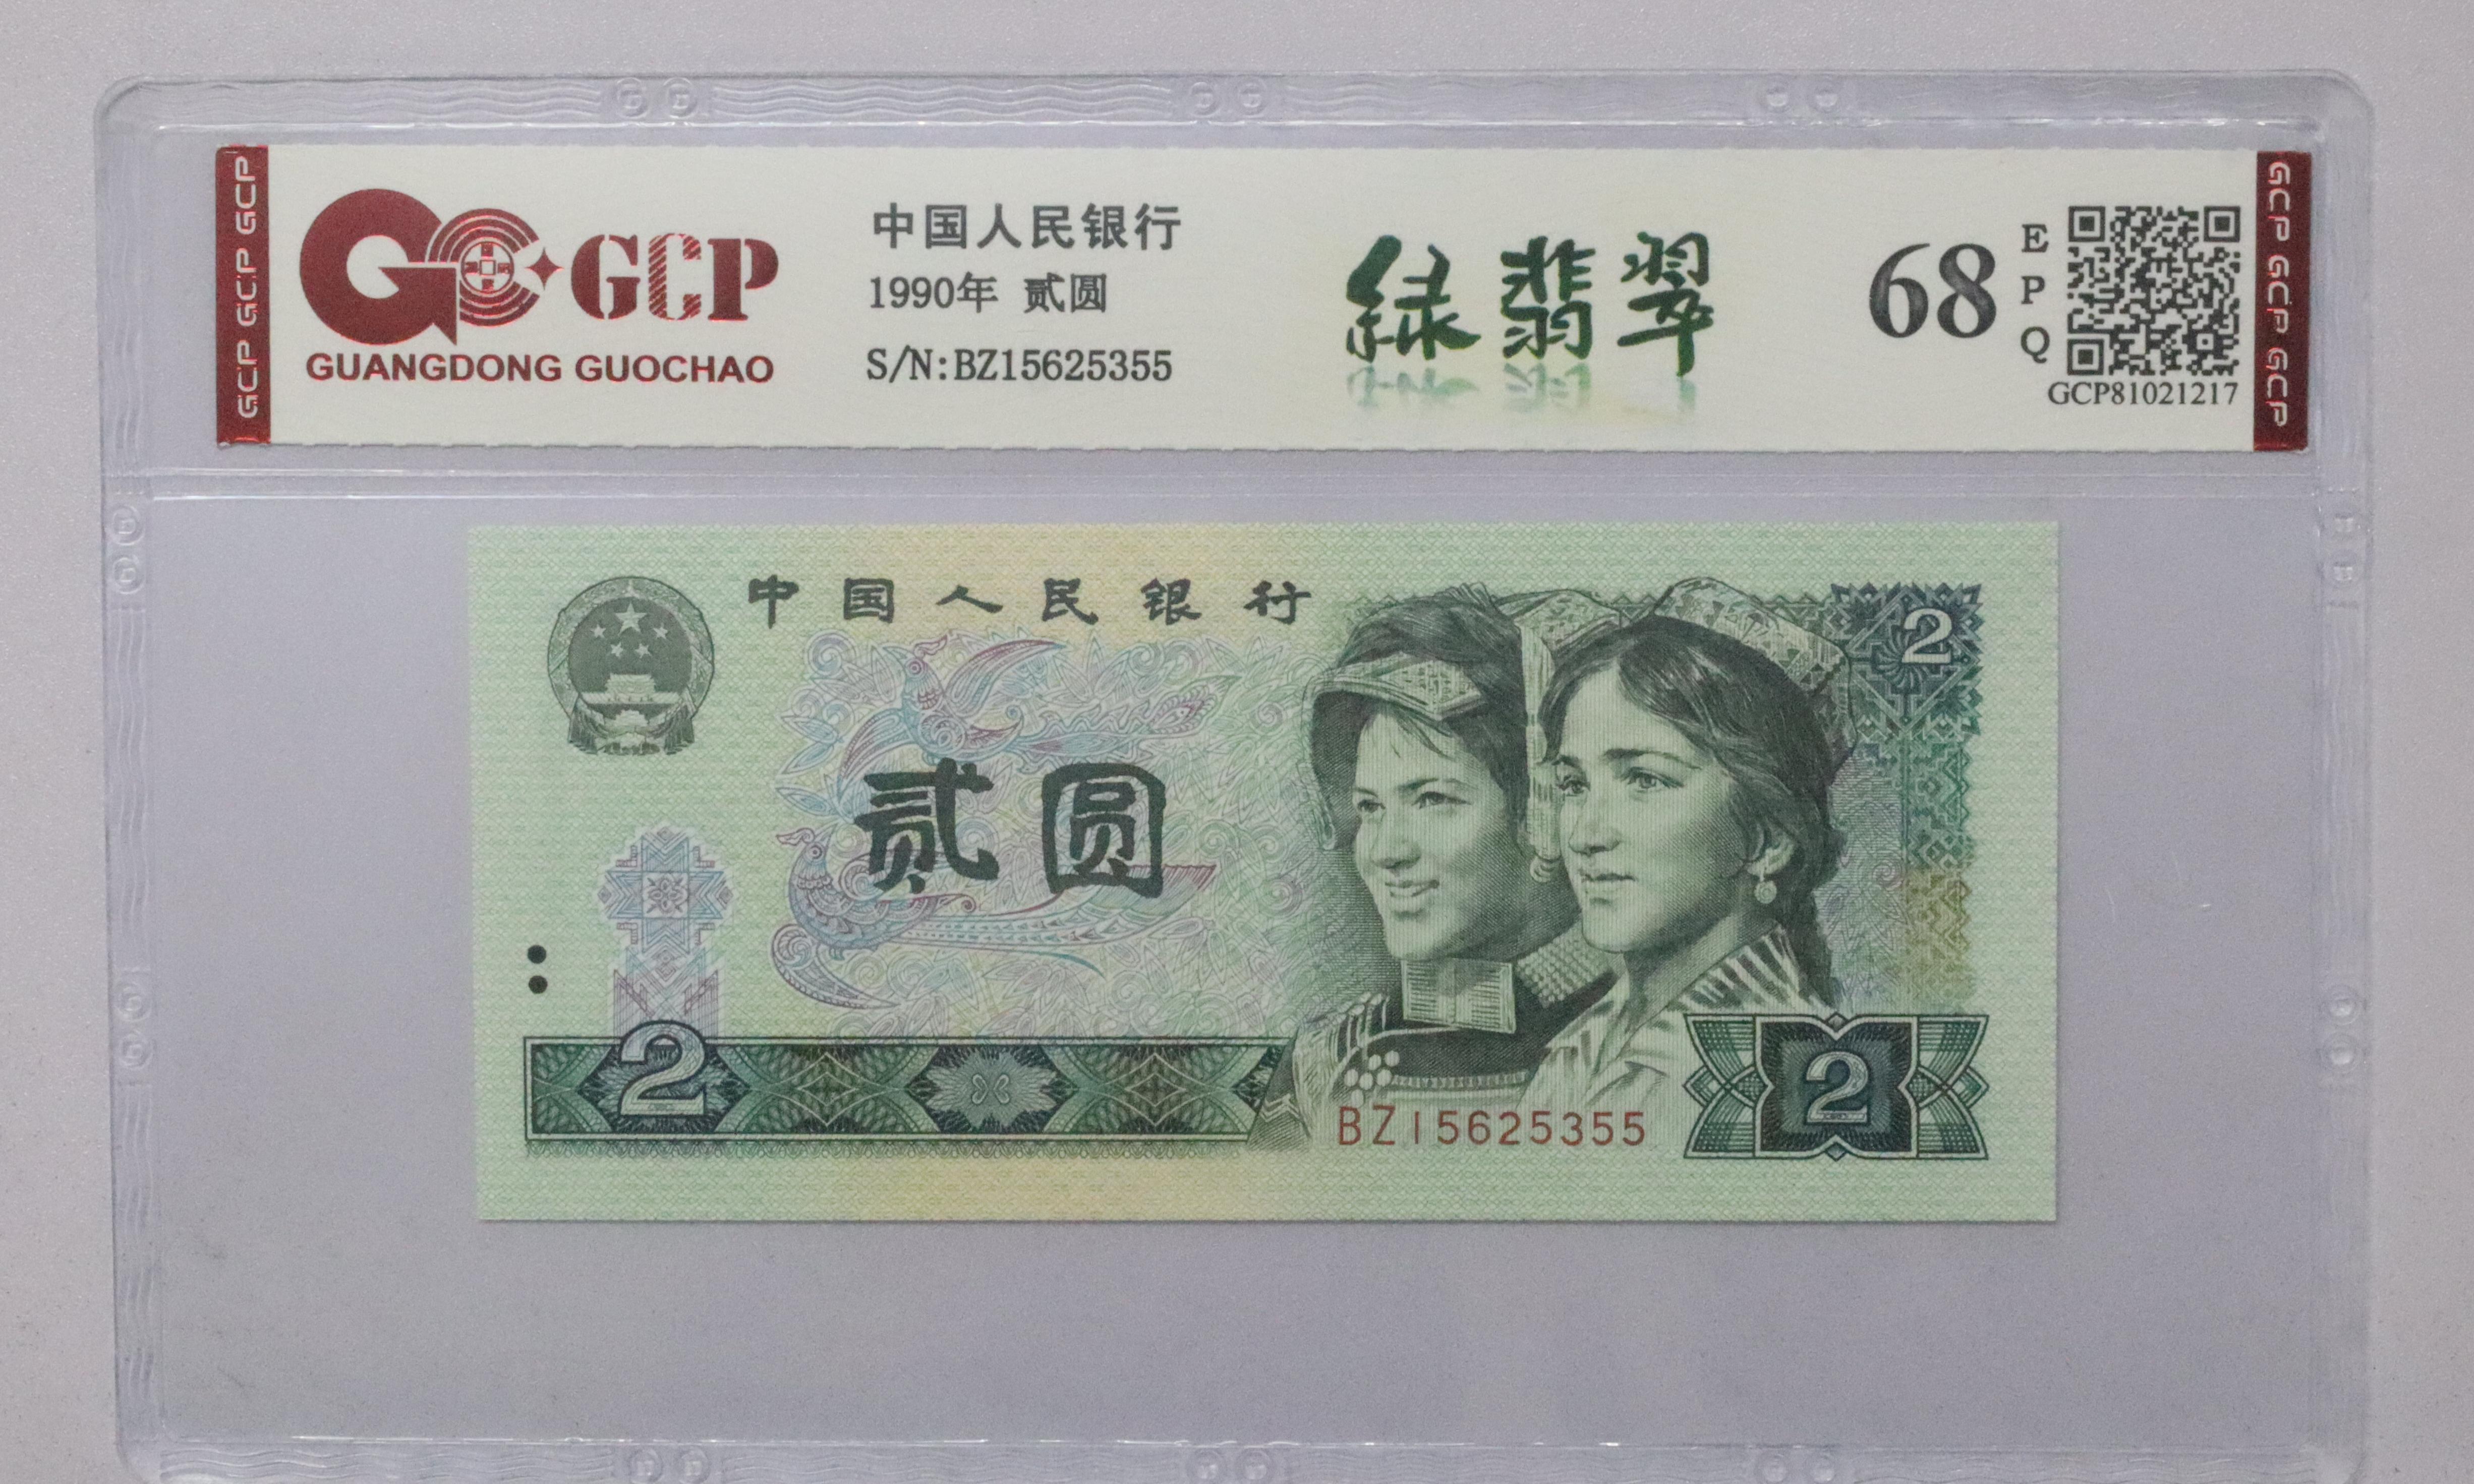 GCP GCP GCP
GCP
GUANGDONG GUOCHAO
中国人民银行
1990年 贰圆
S/N:BZ15625355
绿翡翠
68
EPQ
GCP81021217
GCP GCP GCP
中国人民银行
2
贰圆
2
BZ15625355
2